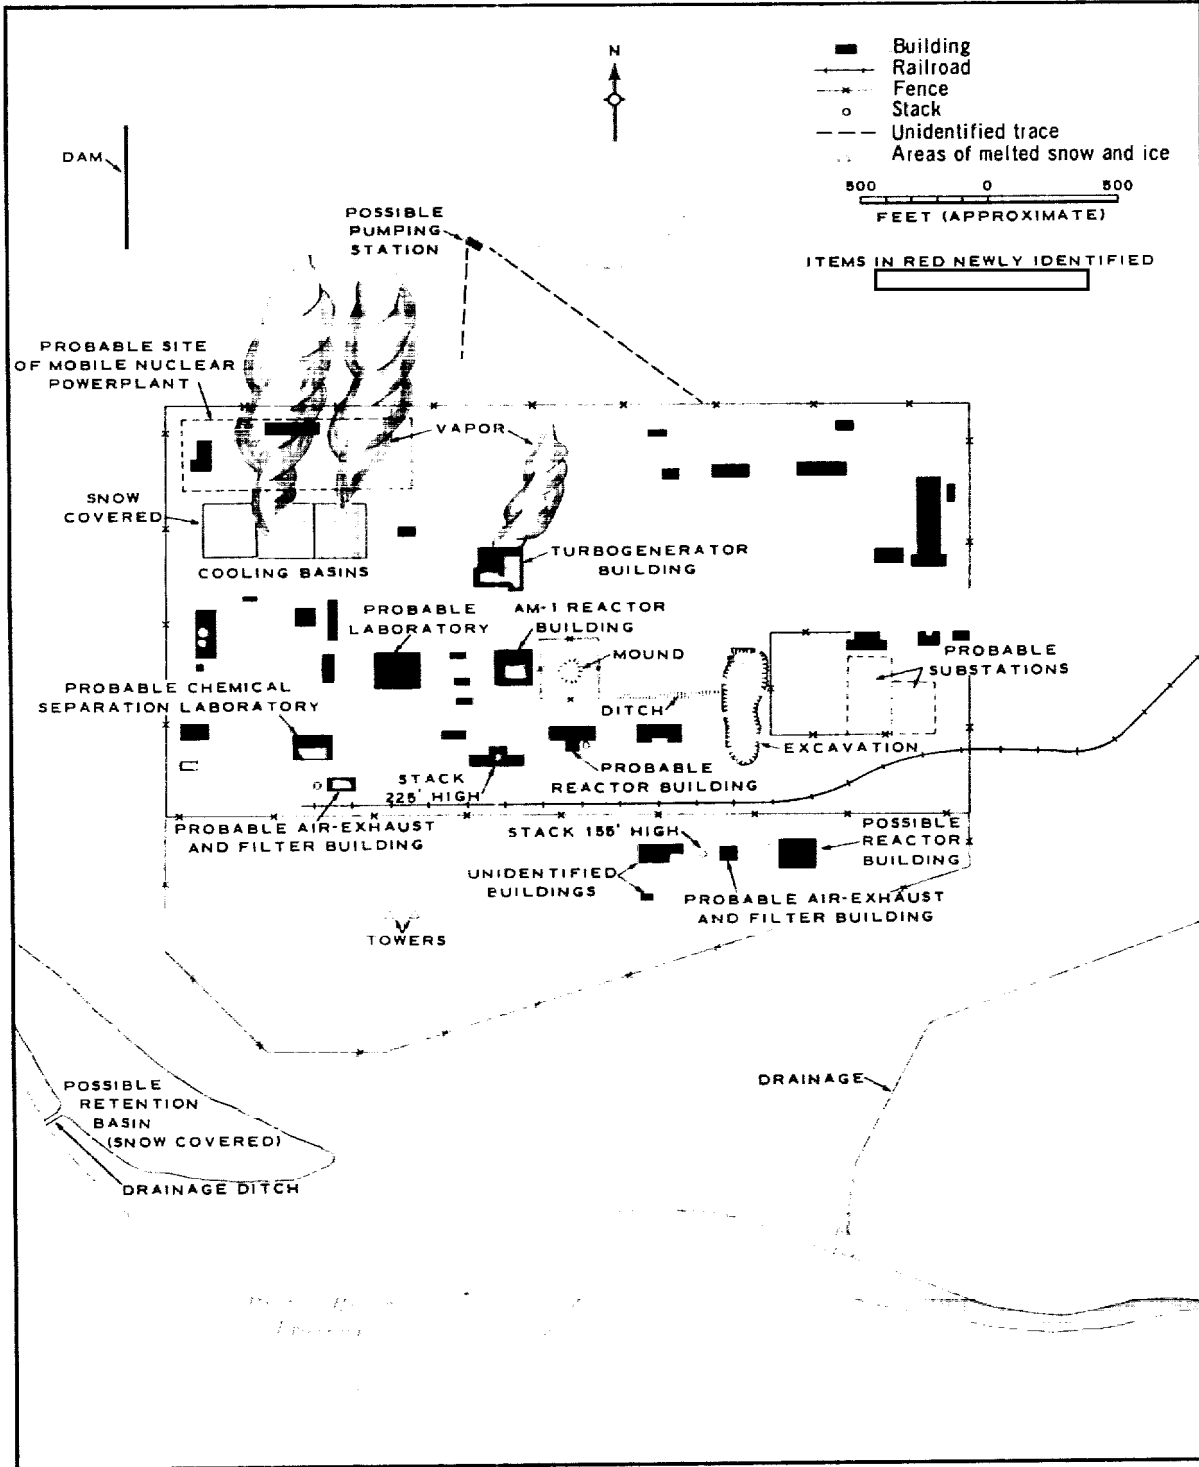 N
Building
Railroad
Fence
Stack
Unidentified trace
Areas of melted snow and ice
500 0 500
FEET (APPROXIMATE)
ITEMS IN RED NEWLY IDENTIFIED
DAM
POSSIBLE
PUMPING
STATION
PROBABLE SITE
OF MOBILE NUCLEAR
POWERPLANT
VAPOR
SNOW
COVERED
COOLING BASINS
TURBOGENERATOR
BUILDING
PROBABLE
LABORATORY
AM-1 REACTOR
BUILDING
MOUND
PROBABLE
SUBSTATIONS
PROBABLE CHEMICAL
SEPARATION LABORATORY
DITCH
EXCAVATION
STACK
225' HIGH
PROBABLE
REACTOR BUILDING
PROBABLE AIR-EXHAUST
AND FILTER BUILDING
STACK 155' HIGH
POSSIBLE
REACTOR
BUILDING
UNIDENTIFIED
BUILDINGS
PROBABLE AIR-EXHAUST
AND FILTER BUILDING
TOWERS
DRAINAGE
POSSIBLE
RETENTION
BASIN
(SNOW COVERED)
DRAINAGE DITCH